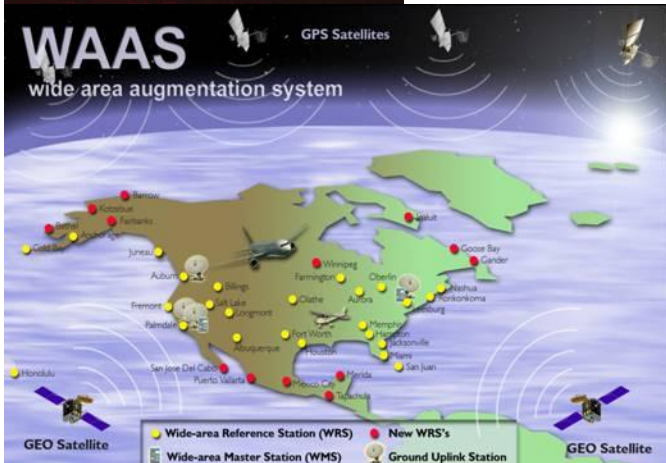 WAAS
GPS Satellites
wide area augmentation system
Barrow
Kotzebue
Fairbanks
Bethel
Anchorage
Cold Bay
Juneau
Iqaluit
Goose Bay
Gander
Auburn
Winnipeg
Farmington
Oberlin
Billings
Nashua
Ronkonkoma
Fremont
Salt Lake
Olathe
Aurora
Leesburg
Longmont
Palmdale
Memphis
Hampton
Fort Worth
Albuquerque
Houston
Jacksonville
Miami
San Juan
Honolulu
San Jose Del Cabo
Puerto Vallarta
Mexico City
Merida
Tapachula
GEO Satellite
Wide-area Reference Station (WRS)
New WRS's
Wide-area Master Station (WMS)
Ground Uplink Station
GEO Satellite